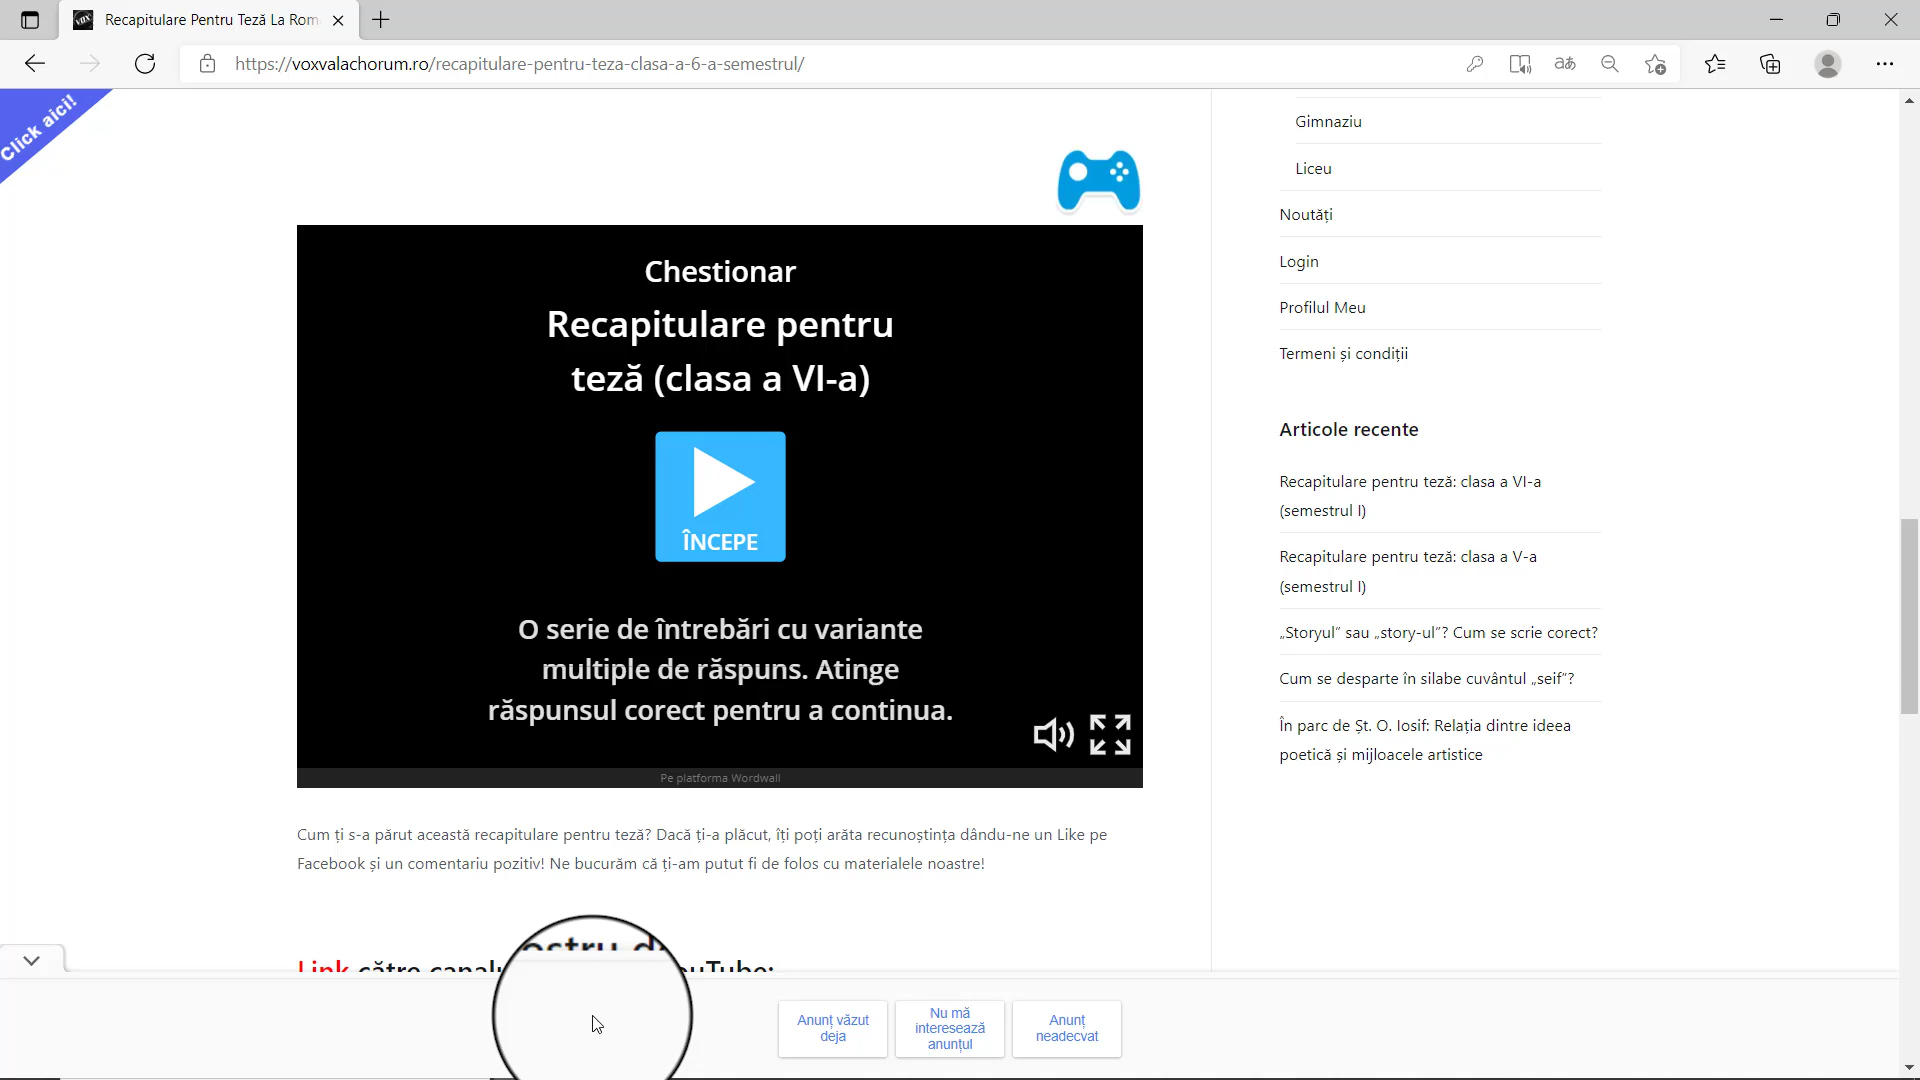 Recapitulare Pentru Teză La Rom
https://voxvalachorum.ro/recapitulare-pentru-teza-clasa-a-6-a-semestrul/
Click aici!
Chestionar
Recapitulare pentru
teză (clasa a VI-a)
ÎNCEPE
O serie de întrebări cu variante
multiple de răspuns. Atinge
răspunsul corect pentru a continua.
Pe platforma Wordwall
Cum ți s-a părut această recapitulare pentru teză? Dacă ți-a plăcut, îți poți arăta recunoștința dându-ne un Like pe
Facebook și un comentariu pozitiv! Ne bucurăm că ți-am putut fi de folos cu materialele noastre!
Link către
Gimnaziu
Liceu
Noutăți
Login
Profilul Meu
Termeni și condiții
Articole recente
Recapitulare pentru teză: clasa a VI-a
(semestrul I)
Recapitulare pentru teză: clasa a V-a
(semestrul I)
„Storyul” sau „story-ul”? Cum se scrie corect?
Cum se desparte în silabe cuvântul „seif”?
În parc de Șt. O. Iosif: Relația dintre ideea
poetică și mijloacele artistice
Anunț văzut
deja
Nu mă
interesează
anunțul
Anunț
neadecvat